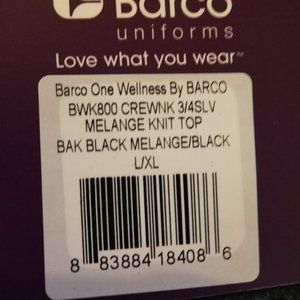 Barco
uniforms
Love what you wear™
Barco One Wellness By BARCO
BWK800 CREWNK 3/4SLV
MELANGE KNIT TOP
BAK BLACK MELANGE/BLACK
L/XL
8 83884 18408 6